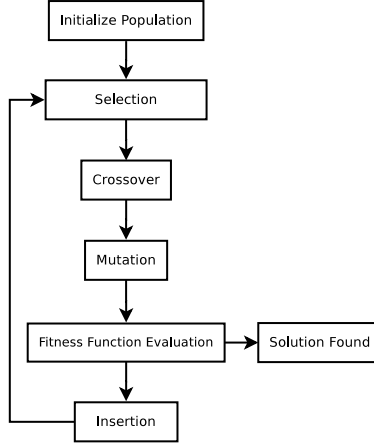 Initialize Population
Selection
Crossover
Mutation
Fitness Function Evaluation
Solution Found
Insertion